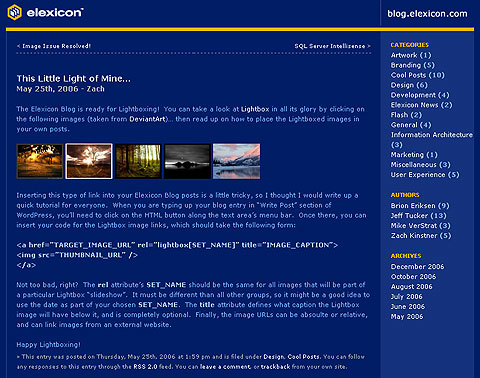 elexicon™
blog.elexicon.com
< Image Issue Resolved!
SQL Server Intellisense >
This Little Light of Mine...
May 25th, 2006 - Zach
The Elexicon Blog is ready for Lightboxing! You can take a look at Lightbox in all its glory by clicking on
the following images (taken from DeviantArt)... then read up on how to place the Lightboxed images in
your own posts.
Inserting this type of link into your Elexicon Blog posts is a little tricky, so I thought I would write up a
quick tutorial for everyone. When you are typing up your blog entry in "Write Post" section of
WordPress, you'll need to click on the HTML button along the text area's menu bar. Once there, you can
insert your code for the Lightbox image links, which should take the following form:
<a href="TARGET_IMAGE_URL" rel="lightbox[SET_NAME]" title="IMAGE_CAPTION">
<img src="THUMBNAIL_URL" />
</a>
Not too bad, right? The rel attribute's SET_NAME should be the same for all images that will be part of
a particular Lightbox "slideshow". It must be different than all other groups, so it might be a good idea to
use the date as part of your chosen SET_NAME. The title attribute defines what caption the Lightbox
image will have below it, and is completely optional. Finally, the image URLs can be absoulte or relative,
and can link images from an external website.
Happy Lightboxing!
» This entry was posted on Thursday, May 25th, 2006 at 1:59 pm and is filed under Design, Cool Posts. You can follow
any responses to this entry through the RSS 2.0 feed. You can leave a comment, or trackback from your own site.
CATEGORIES
Artwork (1)
Branding (5)
Cool Posts (10)
Design (6)
Development (4)
Elexicon News (2)
Flash (2)
General (4)
Information Architecture
(3)
Marketing (1)
Miscellaneous (3)
User Experience (5)
AUTHORS
Brian Eriksen (9)
Jeff Tucker (13)
Mike VerStrat (3)
Zach Kinstner (5)
ARCHIVES
December 2006
October 2006
August 2006
July 2006
June 2006
May 2006